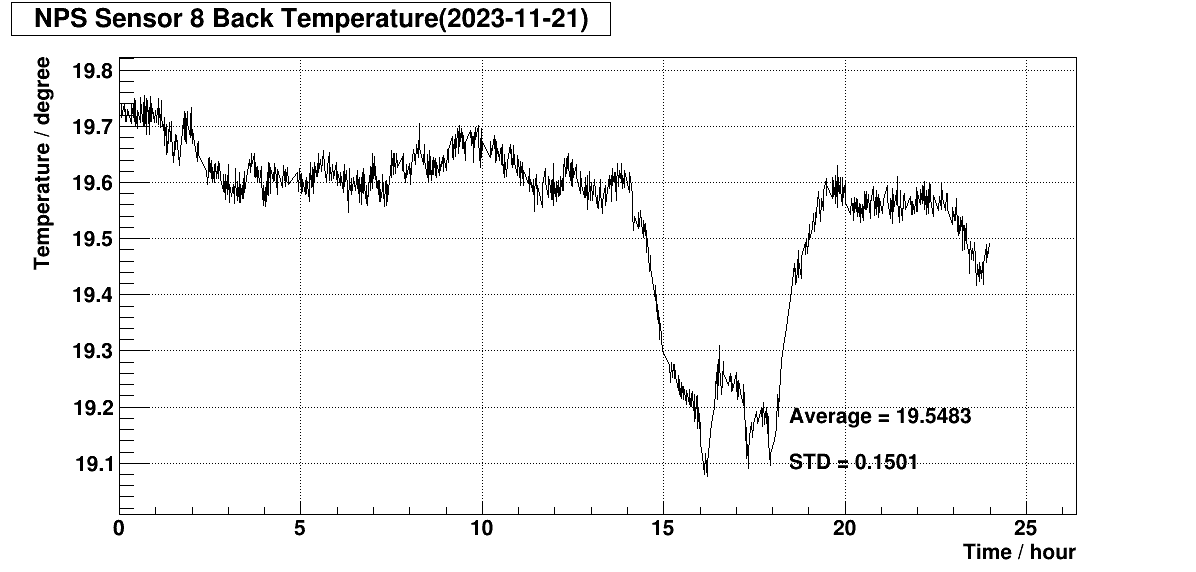 NPS Sensor 8 Back Temperature(2023-11-21)
Temperature / degree
19.8
19.7
19.6
19.5
19.4
19.3
19.2
19.1
Average = 19.5483
STD = 0.1501
0 5 10 15 20 25
Time / hour